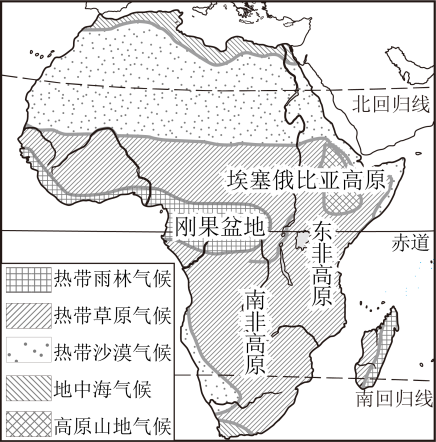 北回归线
埃塞俄比亚高原
刚果盆地
东非高原
赤道
南非高原
热带雨林气候
热带草原气候
热带沙漠气候
地中海气候
高原山地气候
南回归线